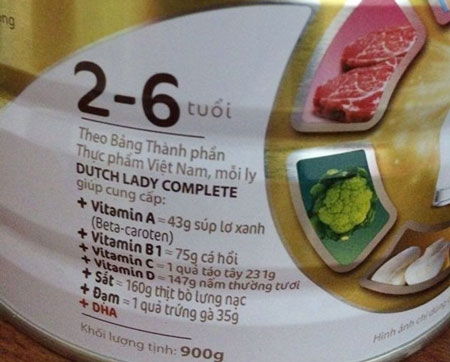 ng
2-6 tuổi
Theo Bảng Thành phần
Thực phẩm Việt Nam, mỗi ly
DUTCH LADY COMPLETE
giúp cung cấp:
+ Vitamin A = 43g súp lơ xanh
(Beta-caroten)
+ Vitamin B1 = 75g cá hồi
+ Vitamin C = 1 quả táo tây 231g
+ Vitamin D = 147g nấm thường tươi
+ Sắt = 160g thịt bò lưng nạc
+ Đạm = 1 quả trứng gà 35g
+ DHA
Khối lượng tịnh: 900g
Hình ảnh chỉ dùng